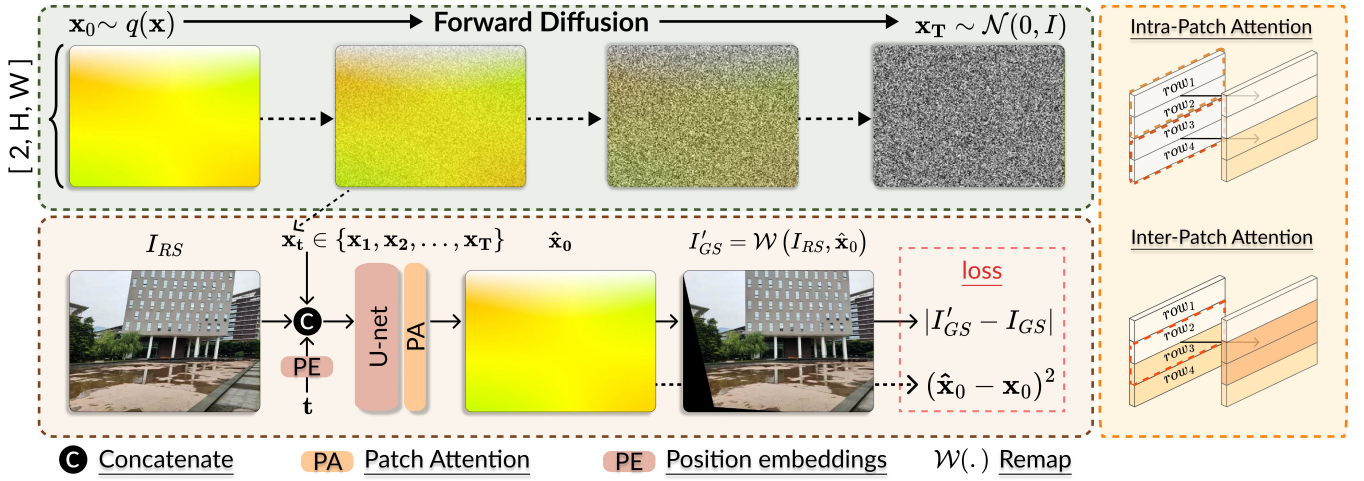 x₀ ~ q(x) Forward Diffusion x_T ~ 𝒩(0, I)
[ 2, H, W ]
I_RS x_t ∈ {x₁, x₂, . . . , x_T} x̂₀ I′_GS = 𝒲 (I_RS, x̂₀)
C
U-net
PA
PE
t
loss
|I′_GS − I_GS|
(x̂₀ − x₀)²
C Concatenate PA Patch Attention PE Position embeddings 𝒲(.) Remap
Intra-Patch Attention
row₁
row₂
row₃
row₄
Inter-Patch Attention
row₁
row₂
row₃
row₄